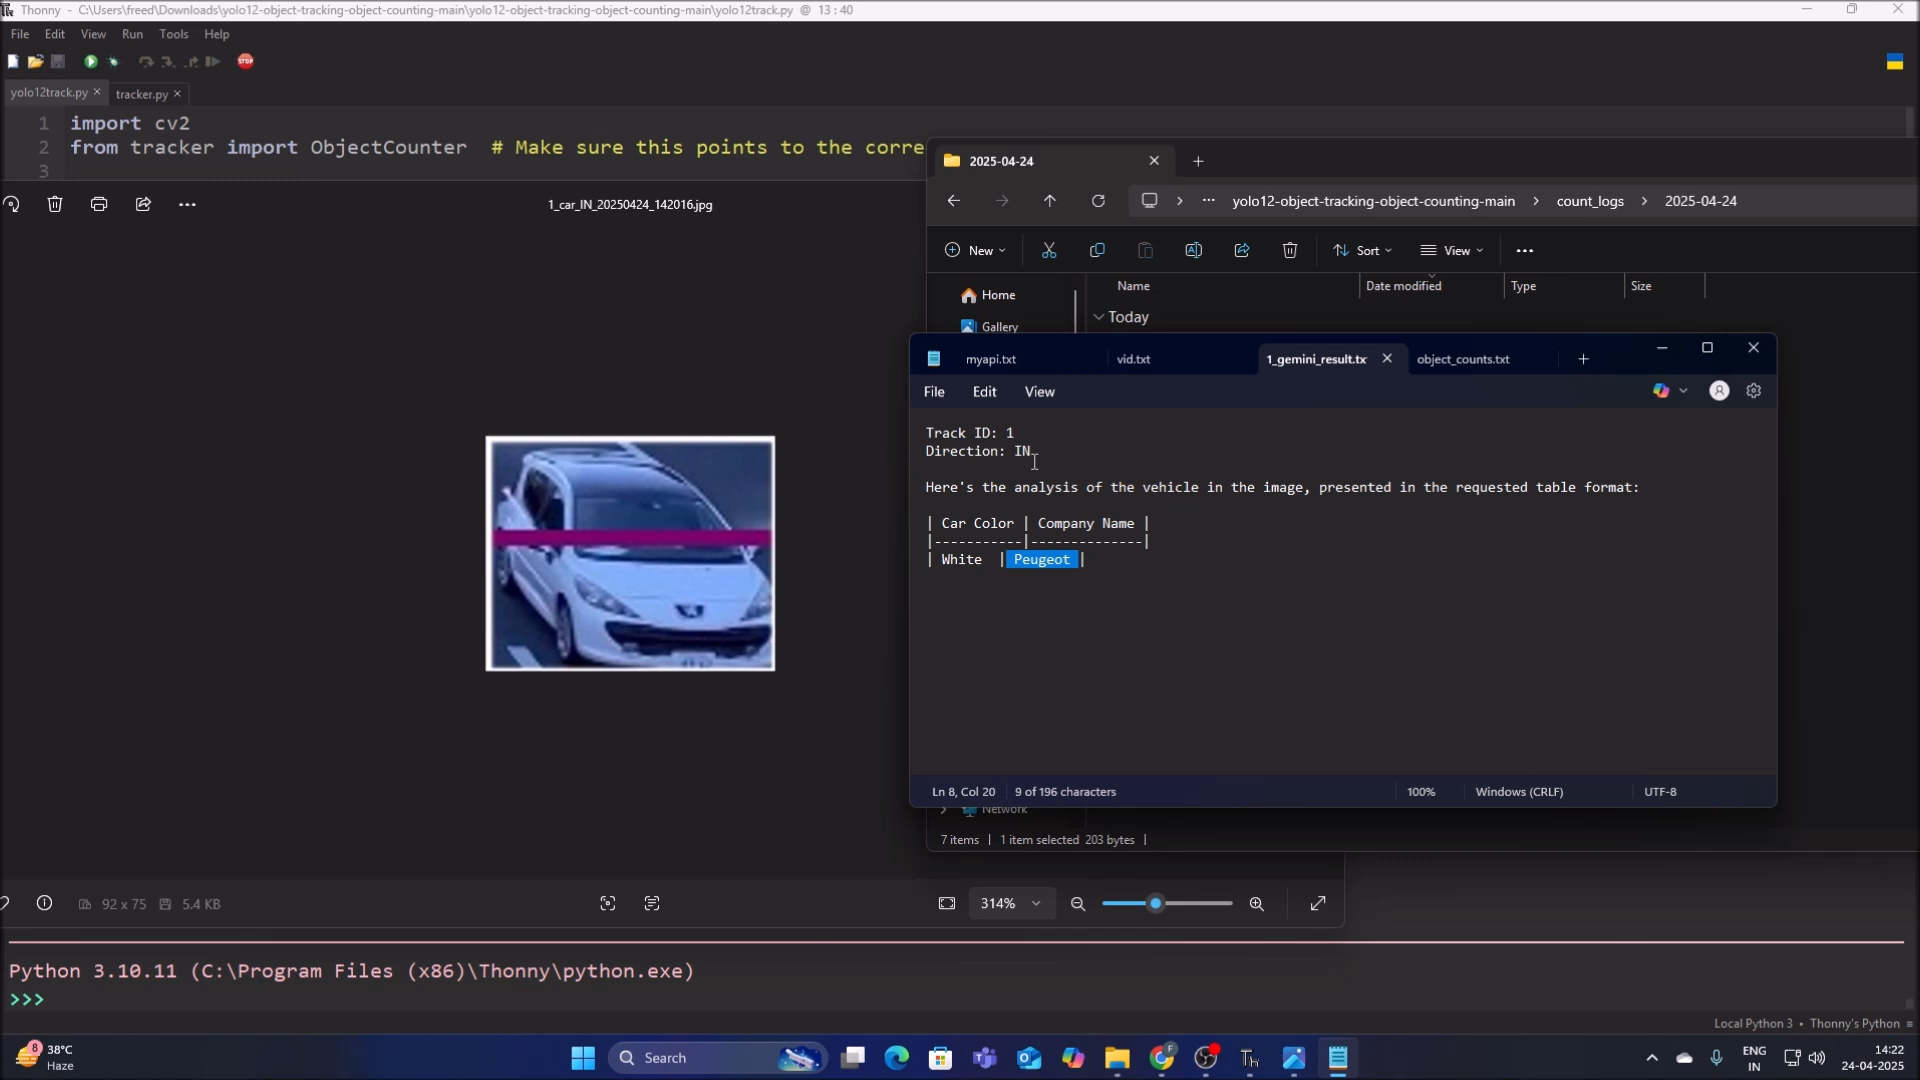 Thonny - C:\Users\freed\Downloads\yolo12-object-tracking-object-counting-main\yolo12-object-tracking-object-counting-main\yolo12track.py @ 13 : 40
File Edit View Run Tools Help
STOP
yolo12track.py × tracker.py ×
1 import cv2
2 from tracker import ObjectCounter # Make sure this points to the corre
3
1_car_IN_20250424_142016.jpg
2025-04-24
yolo12-object-tracking-object-counting-main > count_logs > 2025-04-24
New Sort View
Name Date modified Type Size
Home
Today
Gallery
myapi.txt vid.txt 1_gemini_result.tx object_counts.txt
File Edit View
Track ID: 1
Direction: IN
Here's the analysis of the vehicle in the image, presented in the requested table format:
| Car Color | Company Name |
|-----------|--------------|
| White | Peugeot |
Ln 8, Col 20 9 of 196 characters 100% Windows (CRLF) UTF-8
Network
7 items | 1 item selected 203 bytes |
92 x 75 5.4 KB 314%
Python 3.10.11 (C:\Program Files (x86)\Thonny\python.exe)
>>>
Local Python 3 • Thonny's Python ≡
8 38°C
Haze
Search
ENG
IN
14:22
24-04-2025